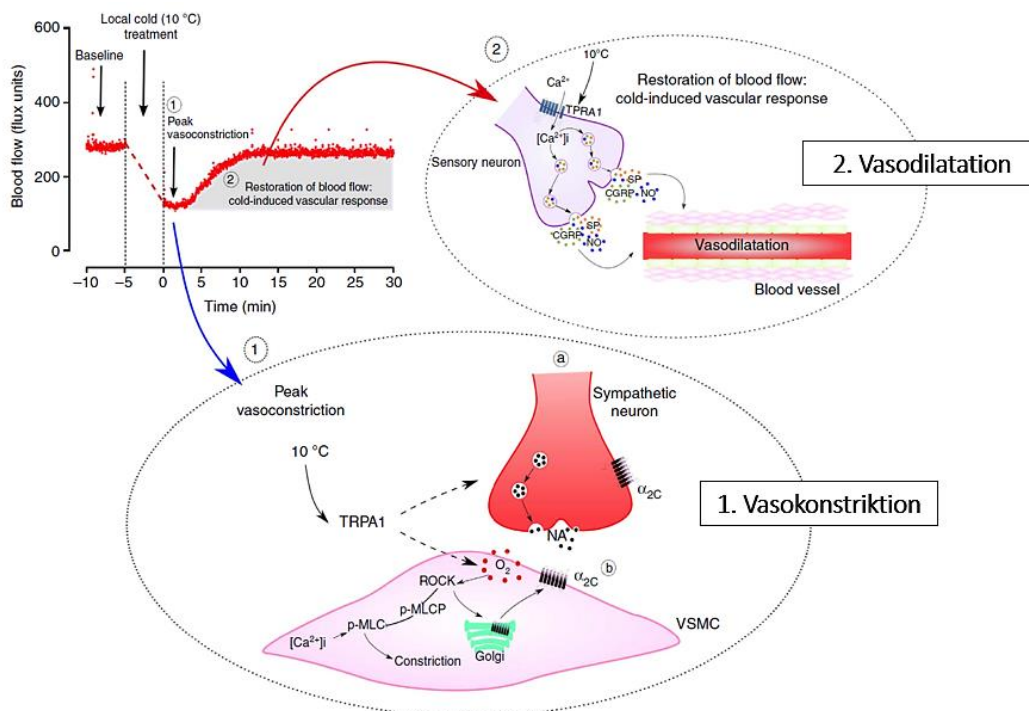 600
400
200
0
Blood flow (flux units)
Local cold (10 °C)
treatment
Baseline
1
Peak
vasoconstriction
2
Restoration of blood flow:
cold-induced vascular response
−10
−5
0
5
10
15
20
25
30
Time (min)
2
10°C
Ca²⁺
TPRA1
Restoration of blood flow:
cold-induced vascular response
[Ca²⁺]i
Sensory neuron
SP
CGRP
NO
SP
CGRP
NO
Vasodilatation
Blood vessel
2. Vasodilatation
1
Peak
vasoconstriction
10 °C
TRPA1
a
Sympathetic
neuron
α2C
NA
1. Vasokonstriktion
O₂
b
α2C
ROCK
p-MLCP
p-MLC
[Ca²⁺]i
Constriction
Golgi
VSMC